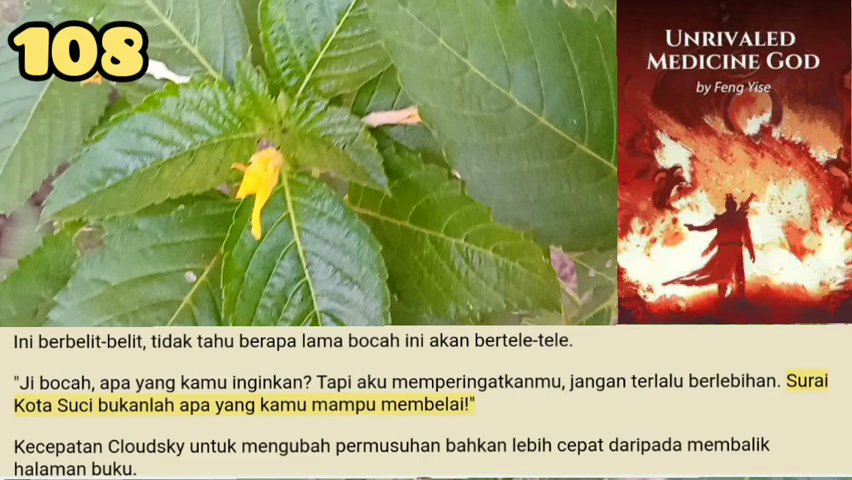 108
UNRIVALED
MEDICINE GOD
by Feng Yise
Ini berbelit-belit, tidak tahu berapa lama bocah ini akan bertele-tele.
"Ji bocah, apa yang kamu inginkan? Tapi aku memperingatkanmu, jangan terlalu berlebihan. Surai
Kota Suci bukanlah apa yang kamu mampu membelai!"
Kecepatan Cloudsky untuk mengubah permusuhan bahkan lebih cepat daripada membalik
halaman buku.